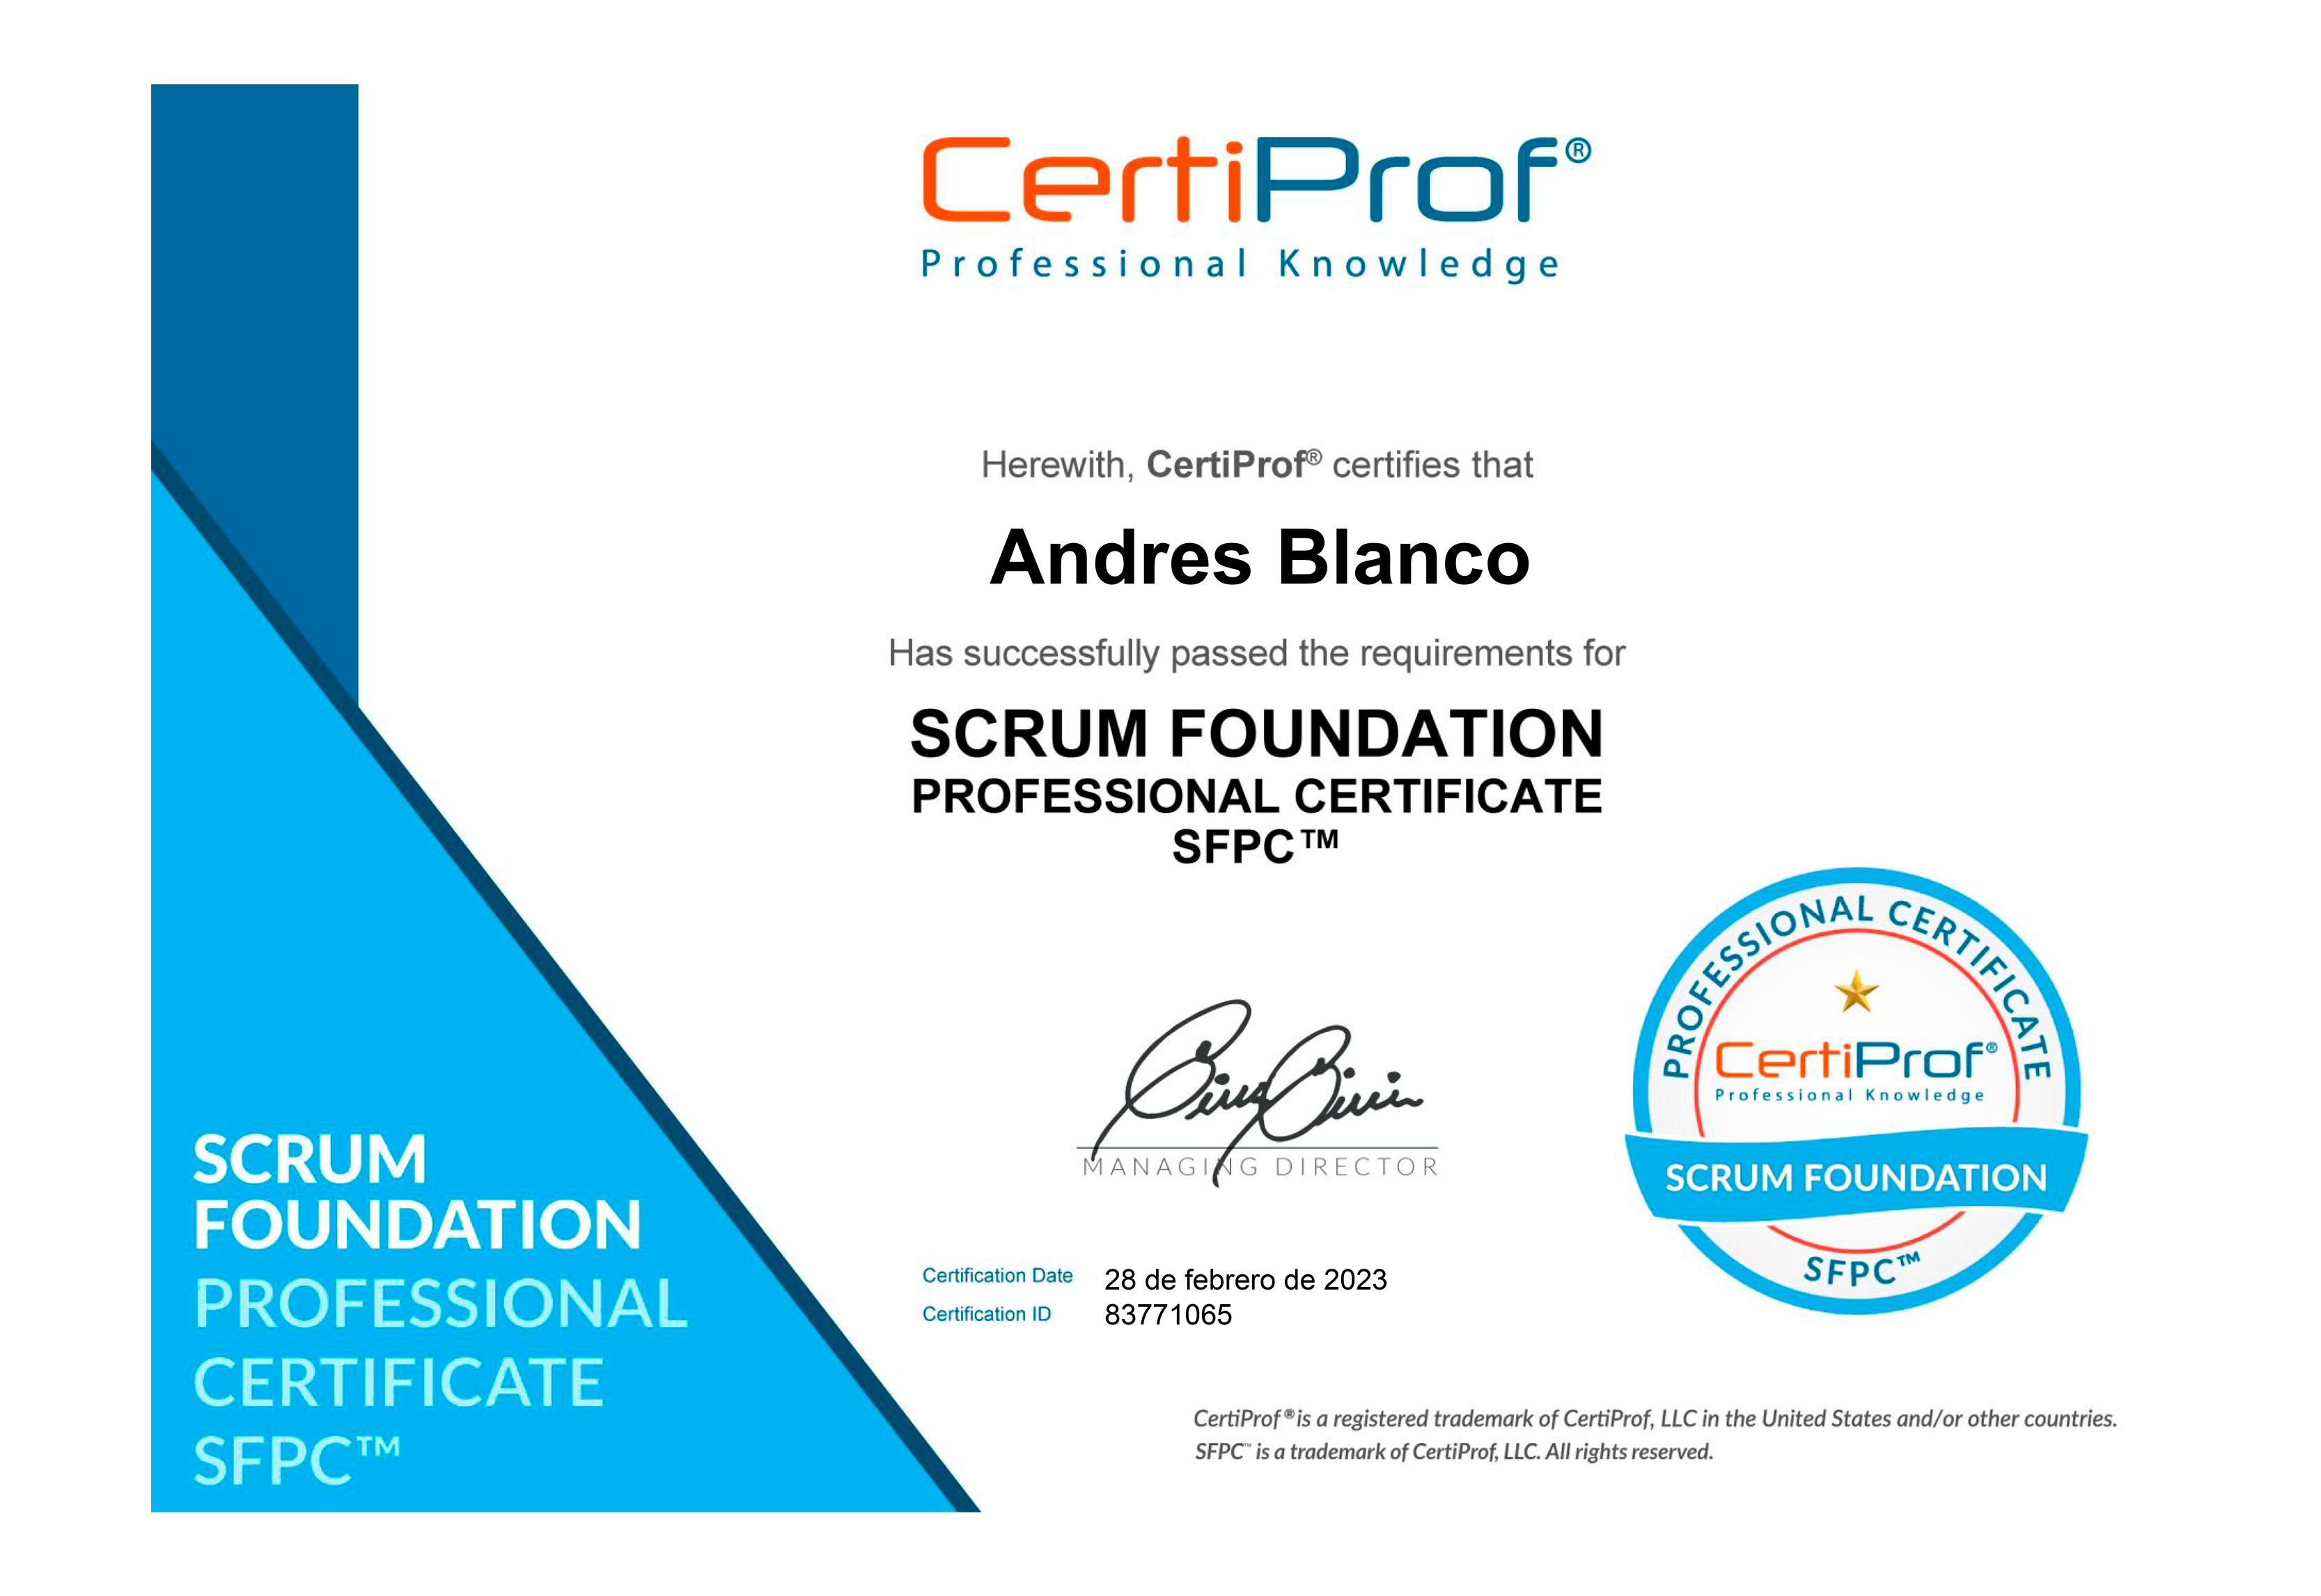 CertiProf®
Professional Knowledge
Herewith, CertiProf® certifies that
Andres Blanco
Has successfully passed the requirements for
SCRUM FOUNDATION
PROFESSIONAL CERTIFICATE
SFPC™
MANAGING DIRECTOR
Certification Date 28 de febrero de 2023
Certification ID 83771065
PROFESSIONAL CERTIFICATE
CertiProf®
Professional Knowledge
SCRUM FOUNDATION
SFPC™
SCRUM
FOUNDATION
PROFESSIONAL
CERTIFICATE
SFPC™
CertiProf® is a registered trademark of CertiProf, LLC in the United States and/or other countries.
SFPC™ is a trademark of CertiProf, LLC. All rights reserved.